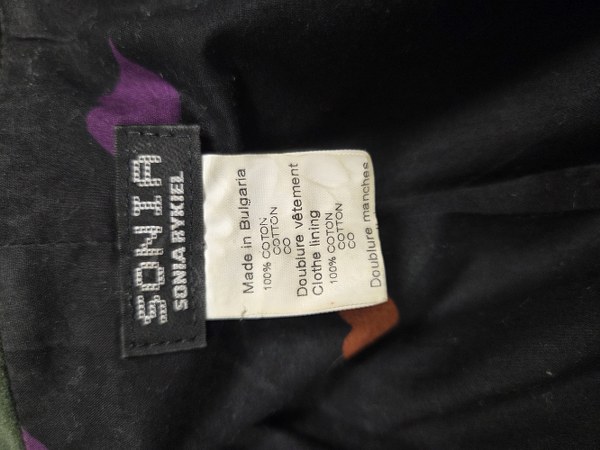 SONIA
SONIA RYKIEL
Made in Bulgaria
100% COTON
COTTON
CO
Doublure vêtement
Clothe lining
100% COTON
COTTON
CO
Doublure manches